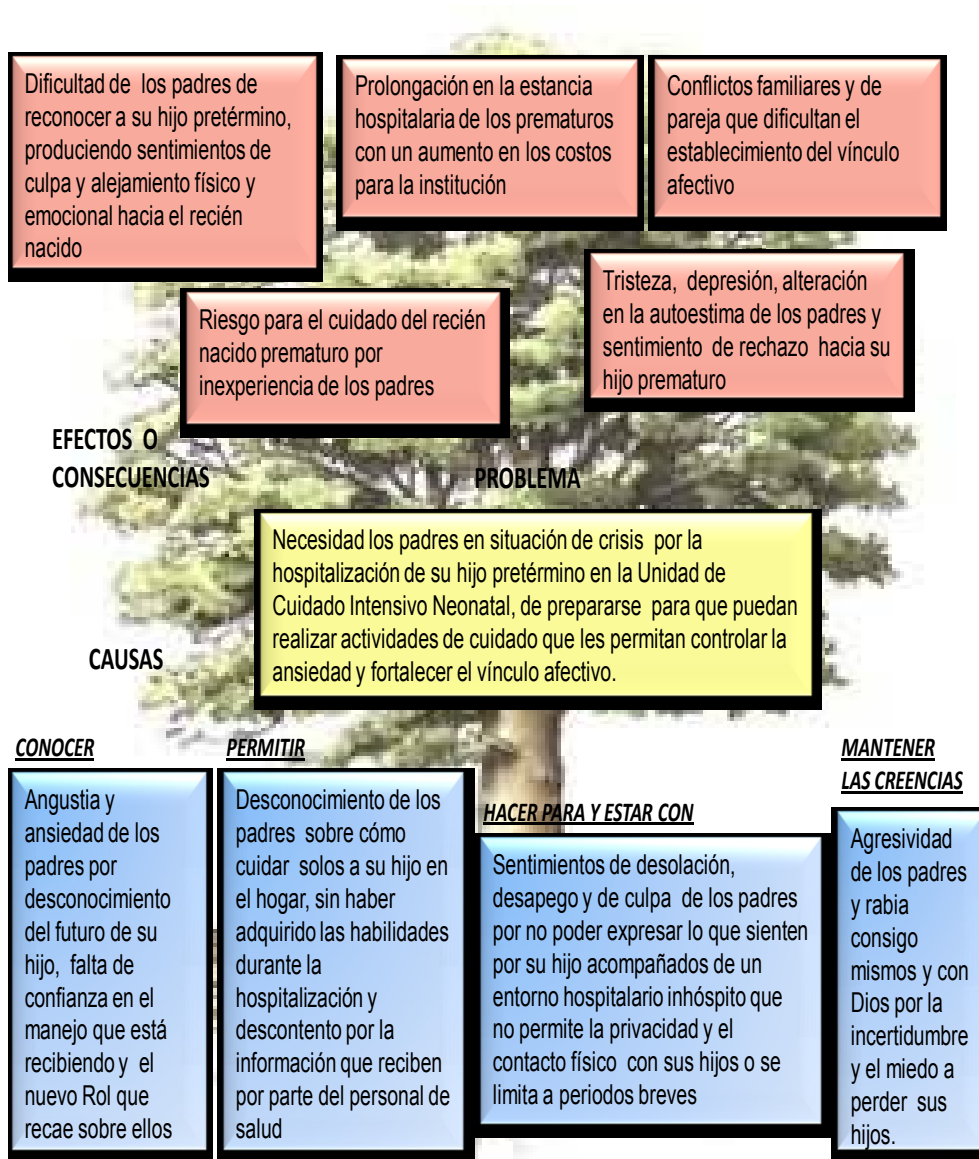 Dificultad de los padres de
reconocer a su hijo pretérmino,
produciendo sentimientos de
culpa y alejamiento físico y
emocional hacia el recién
nacido
Prolongación en la estancia
hospitalaria de los prematuros
con un aumento en los costos
para la institución
Conflictos familiares y de
pareja que dificultan el
establecimiento del vínculo
afectivo
Riesgo para el cuidado del recién
nacido prematuro por
inexperiencia de los padres
Tristeza, depresión, alteración
en la autoestima de los padres y
sentimiento de rechazo hacia su
hijo prematuro
EFECTOS O
CONSECUENCIAS
PROBLEMA
Necesidad los padres en situación de crisis por la
hospitalización de su hijo pretérmino en la Unidad de
Cuidado Intensivo Neonatal, de prepararse para que puedan
realizar actividades de cuidado que les permitan controlar la
ansiedad y fortalecer el vínculo afectivo.
CAUSAS
CONOCER
Angustia y
ansiedad de los
padres por
desconocimiento
del futuro de su
hijo, falta de
confianza en el
manejo que está
recibiendo y el
nuevo Rol que
recae sobre ellos
PERMITIR
Desconocimiento de los
padres sobre cómo
cuidar solos a su hijo en
el hogar, sin haber
adquirido las habilidades
durante la
hospitalización y
descontento por la
información que reciben
por parte del personal de
salud
HACER PARA Y ESTAR CON
Sentimientos de desolación,
desapego y de culpa de los padres
por no poder expresar lo que sienten
por su hijo acompañados de un
entorno hospitalario inhóspito que
no permite la privacidad y el
contacto físico con sus hijos o se
limita a periodos breves
MANTENER
LAS CREENCIAS
Agresividad
de los padres
y rabia
consigo
mismos y con
Dios por la
incertidumbre
y el miedo a
perder sus
hijos.